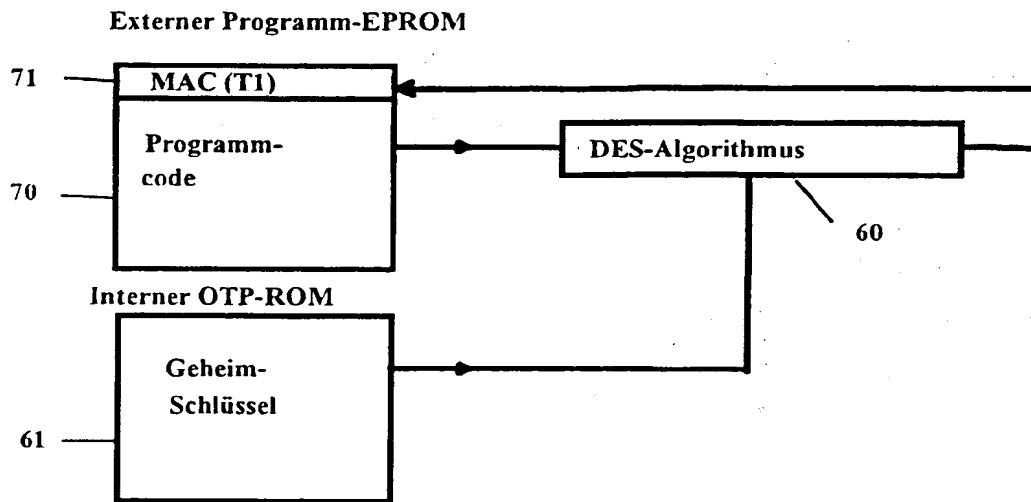 Externer Programm-EPROM
71
MAC (T1)
Programm-
code
DES-Algorithmus
70
60
Interner OTP-ROM
Geheim-
Schlüssel
61